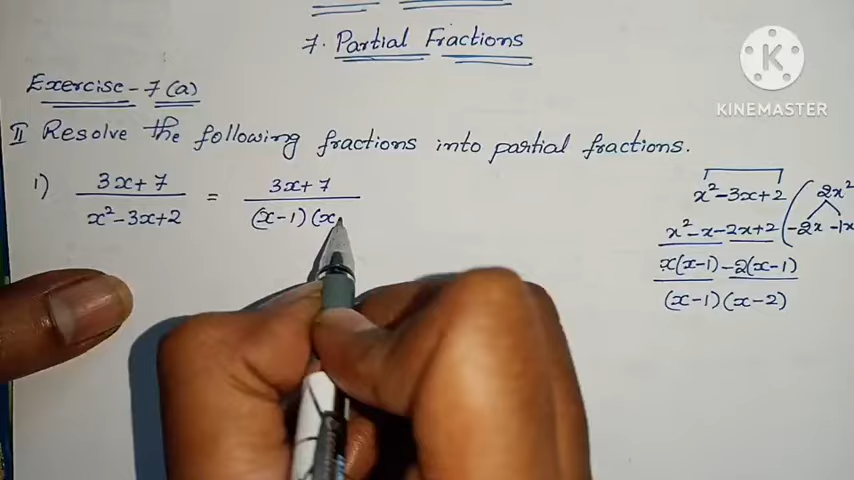 7. Partial Fractions
KINEMASTER
Exercise - 7(a)
II Resolve the following fractions into partial fractions.
1) 3x+7 / x²-3x+2 = 3x+7 / (x-1)(x
x²-3x+2
2x²
-2x -1x
x²-x-2x+2
x(x-1)-2(x-1)
(x-1)(x-2)